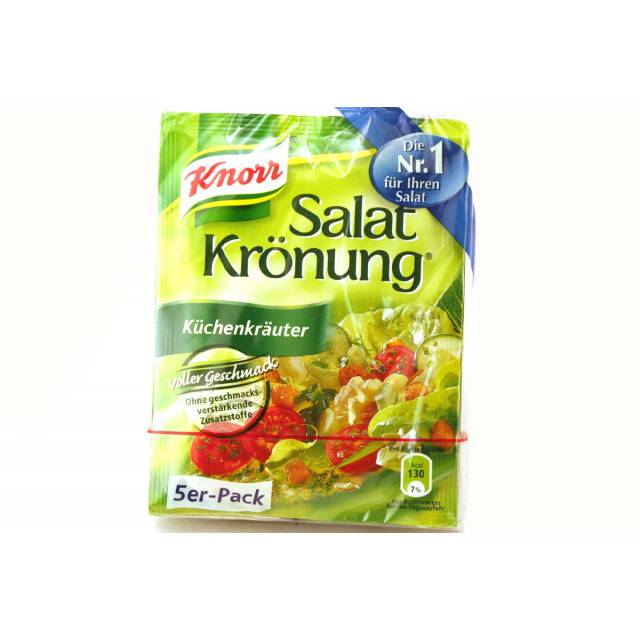 Die
Nr.1
für Ihren
Salat
Knorr
Salat
Krönung®
Küchenkräuter
Voller Geschmack
Ohne geschmacks-
verstärkende
Zusatzstoffe
5er-Pack
kcal
130
7%